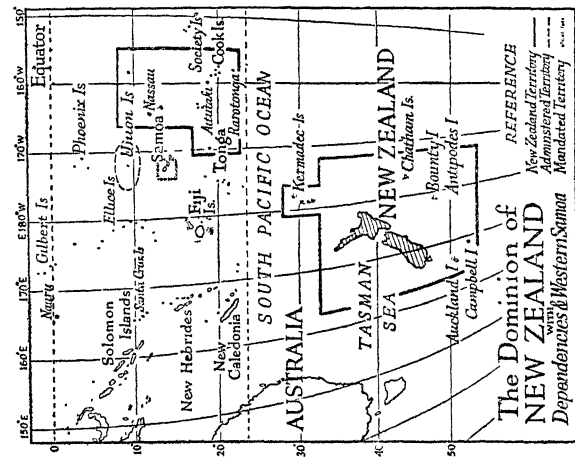 Equator
Nauru
Gilbert Is
Phoenix Is
Solomon
Islands
Santa Cruz Is
Ellice Is
Union Is
Nassau
Samoa
Society Is
New Hebrides
Fiji
Is.
Tonga
Aitutaki
Rarotonga
Cook Is
New
Caledonia
SOUTH PACIFIC OCEAN
AUSTRALIA
Kermadec Is
TASMAN
SEA
NEW ZEALAND
Chatham Is.
Bounty I
Antipodes I
Auckland I
Campbell I
The Dominion of
NEW ZEALAND
WITH
Dependencies & Western Samoa
REFERENCE
New Zealand Territory
Administered Territory
Mandated Territory
150°E
160°E
170°E
E180°W
170°W
160°W
150°W
0
10
20
30
40
50